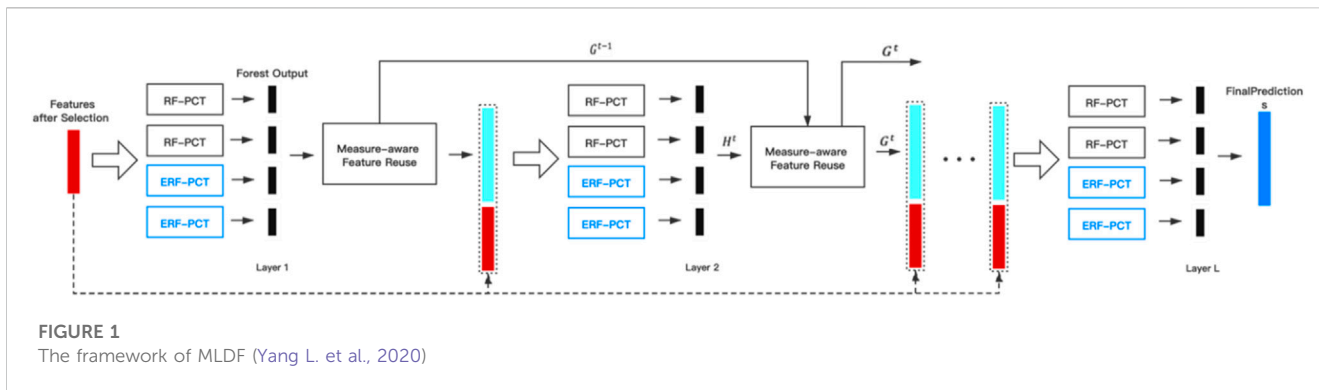 Features
after Selection
RF-PCT
RF-PCT
ERF-PCT
ERF-PCT
Forest Output
Layer 1
Measure-aware
Feature Reuse
G^{t-1}
RF-PCT
RF-PCT
ERF-PCT
ERF-PCT
Layer 2
H^t
Measure-aware
Feature Reuse
G^t
G^t
...
RF-PCT
RF-PCT
ERF-PCT
ERF-PCT
Layer L
FinalPrediction
s
FIGURE 1
The framework of MLDF (Yang L. et al., 2020)